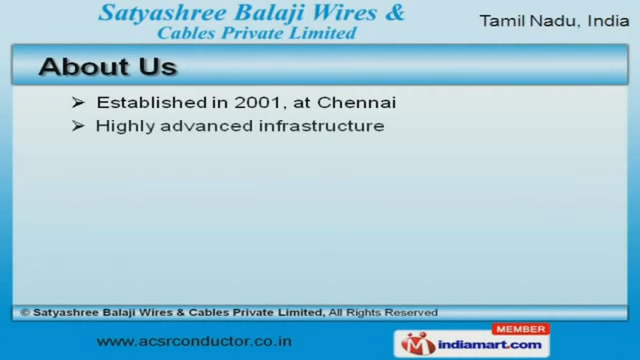 Satyashree Balaji Wires &
Cables Private Limited
Tamil Nadu, India
About Us
➢ Established in 2001, at Chennai
➢ Highly advanced infrastructure
© Satyashree Balaji Wires & Cables Private Limited, All Rights Reserved
www.acsrconductor.co.in
MEMBER
indiamart.com